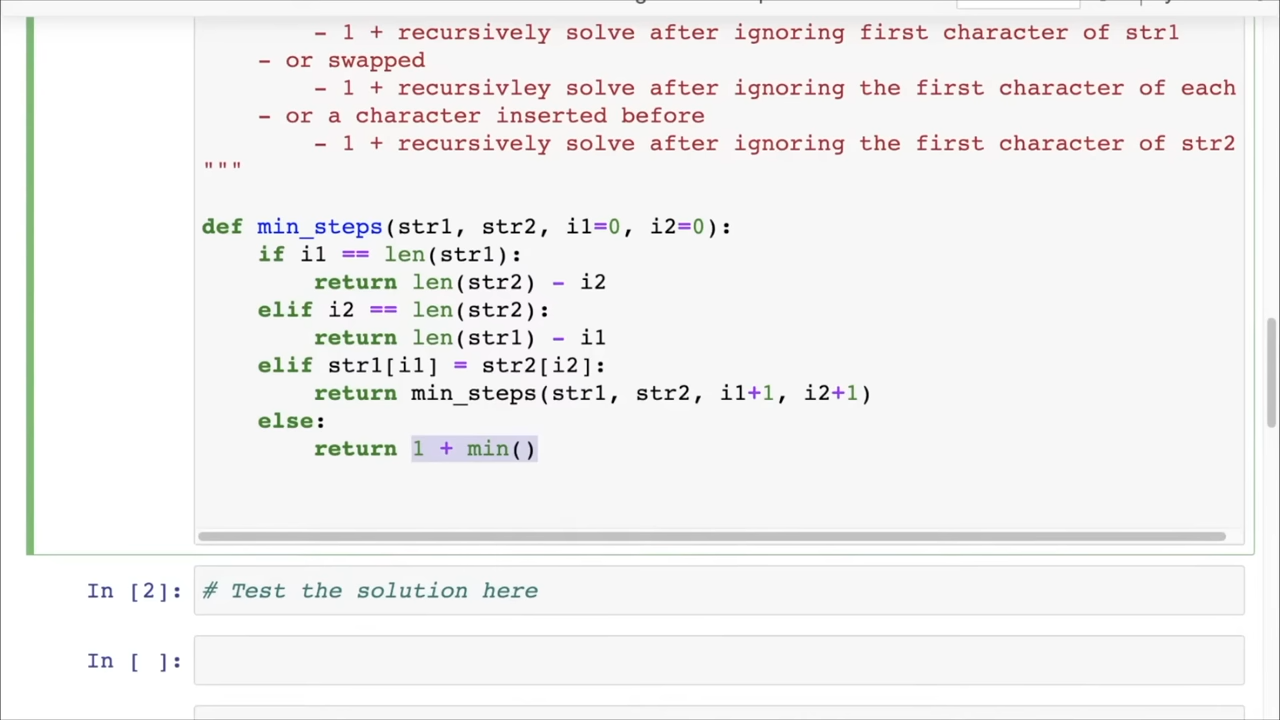 - 1 + recursively solve after ignoring first character of str1
- or swapped
- 1 + recursivley solve after ignoring the first character of each
- or a character inserted before
- 1 + recursively solve after ignoring the first character of str2
"""
def min_steps(str1, str2, i1=0, i2=0):
if i1 == len(str1):
return len(str2) - i2
elif i2 == len(str2):
return len(str1) - i1
elif str1[i1] = str2[i2]:
return min_steps(str1, str2, i1+1, i2+1)
else:
return 1 + min()
In [2]: # Test the solution here
In [ ]: